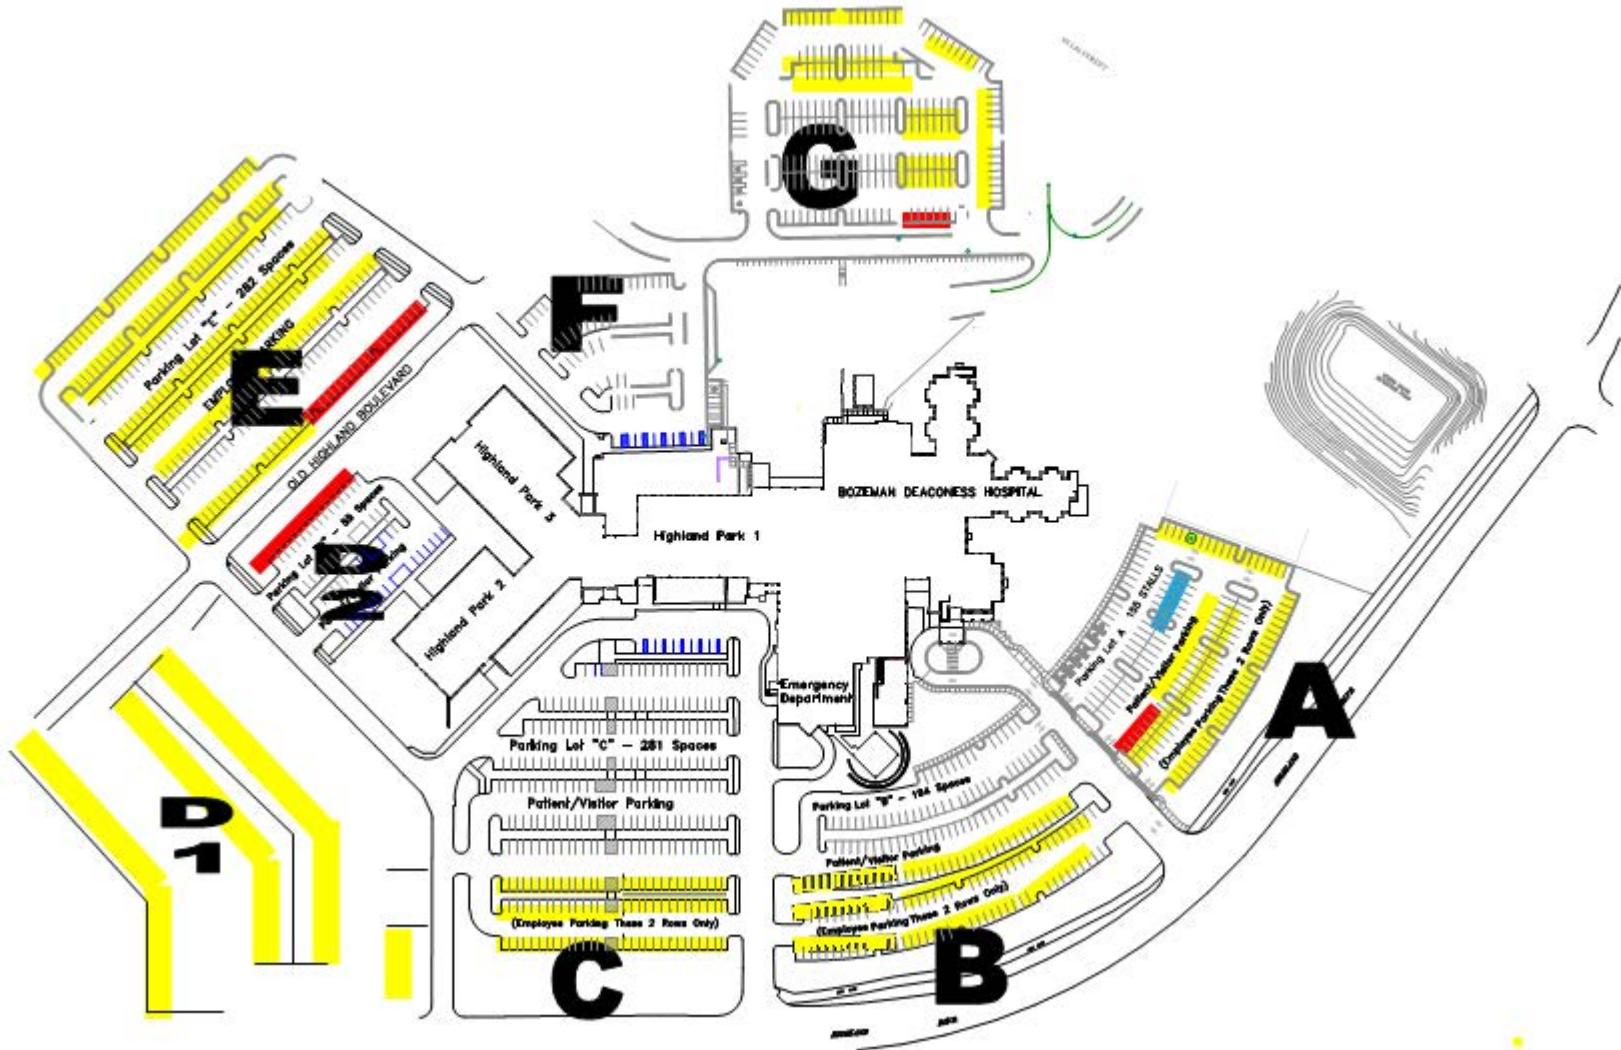 G
F
Parking Lot "E" - 282 Spaces
E
OLD HIGHLAND BOULEVARD
Highland Park 3
BOZEMAN DEACONESS HOSPITAL
Highland Park 1
D
2
Highland Park 2
Parking Lot A 155 STALLS
Patient/Visitor Parking
(Employee Parking These 2 Rows Only)
A
Emergency
Department
Parking Lot "C" - 281 Spaces
Patient/Visitor Parking
(Employee Parking These 2 Rows Only)
C
Parking Lot "B" - 184 Spaces
Patient/Visitor Parking
(Employee Parking These 2 Rows Only)
B
D
1